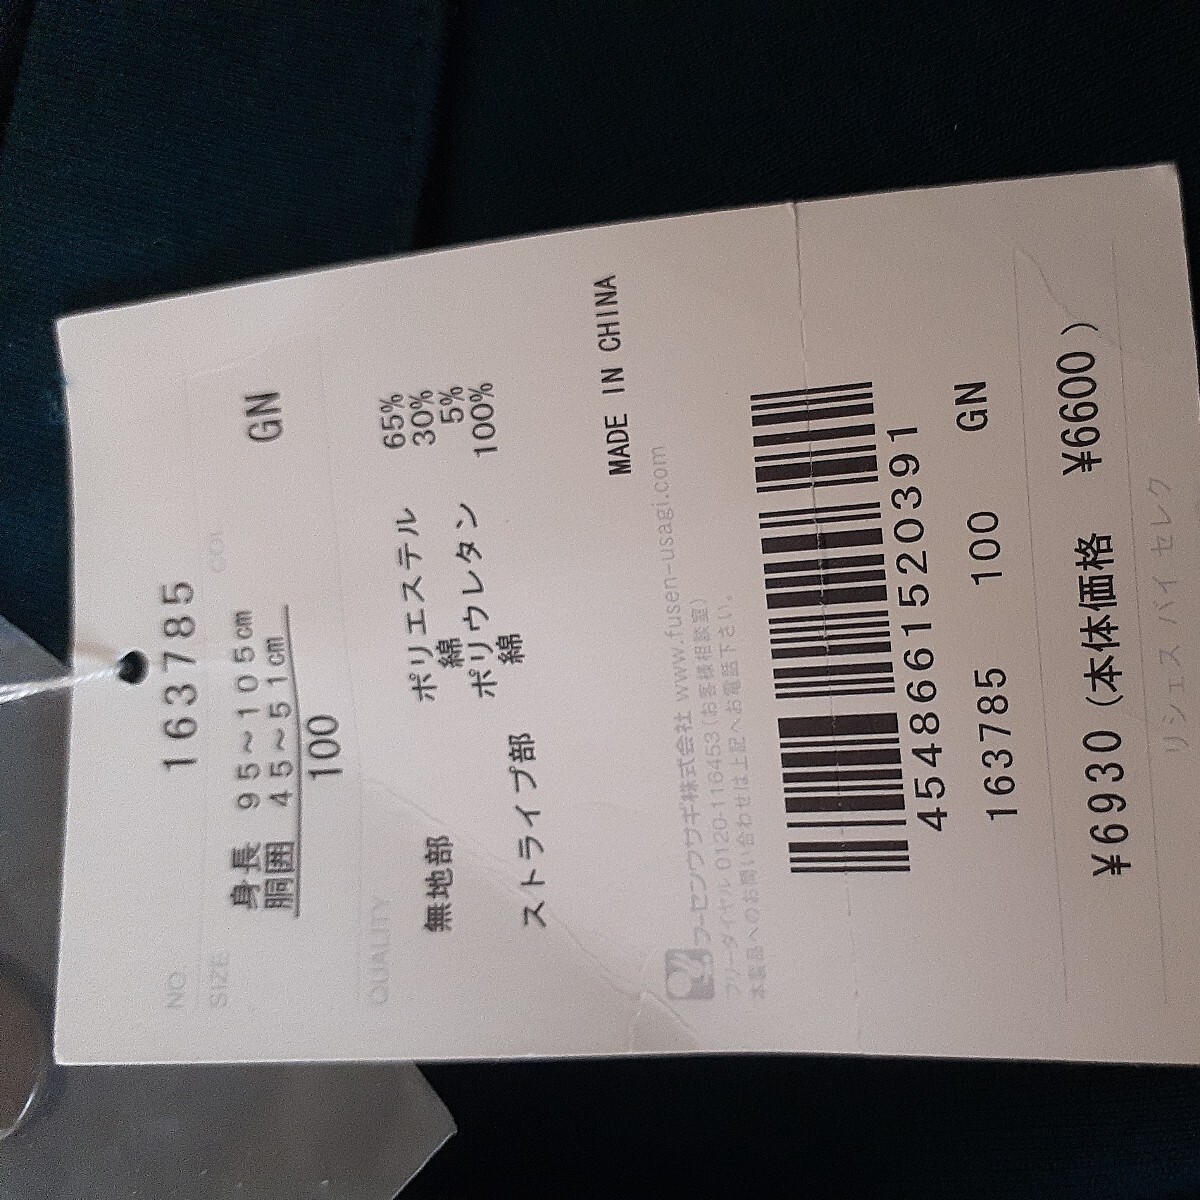 NO. 163785
SIZE 身長 95～105cm COL GN
胴囲 45～51cm
100
QUALITY
無地部 ポリエステル 65%
綿 30%
ポリウレタン 5%
ストライプ部 綿 100%
MADE IN CHINA
フーセンウサギ株式会社 www.fusen-usagi.com
フリーダイヤル 0120-116453 (お客様相談室)
本製品へのお問い合わせは上記へお電話下さい。
4548661520391
163785 100 GN
¥6930 (本体価格 ¥6600)
リシェス バイ セレク